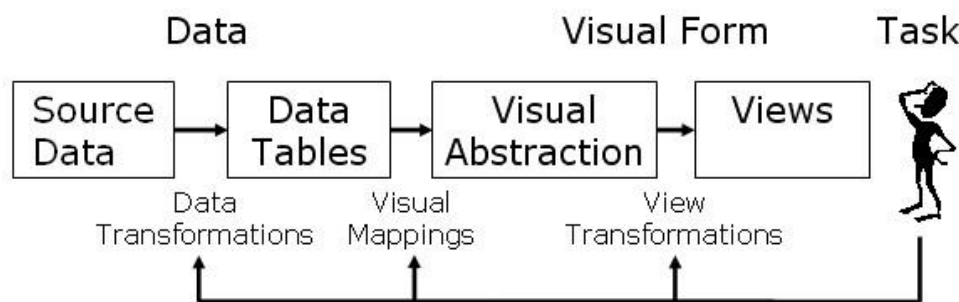 Data
Visual Form
Task
Source
Data
Data
Tables
Visual
Abstraction
Views
Data
Transformations
Visual
Mappings
View
Transformations